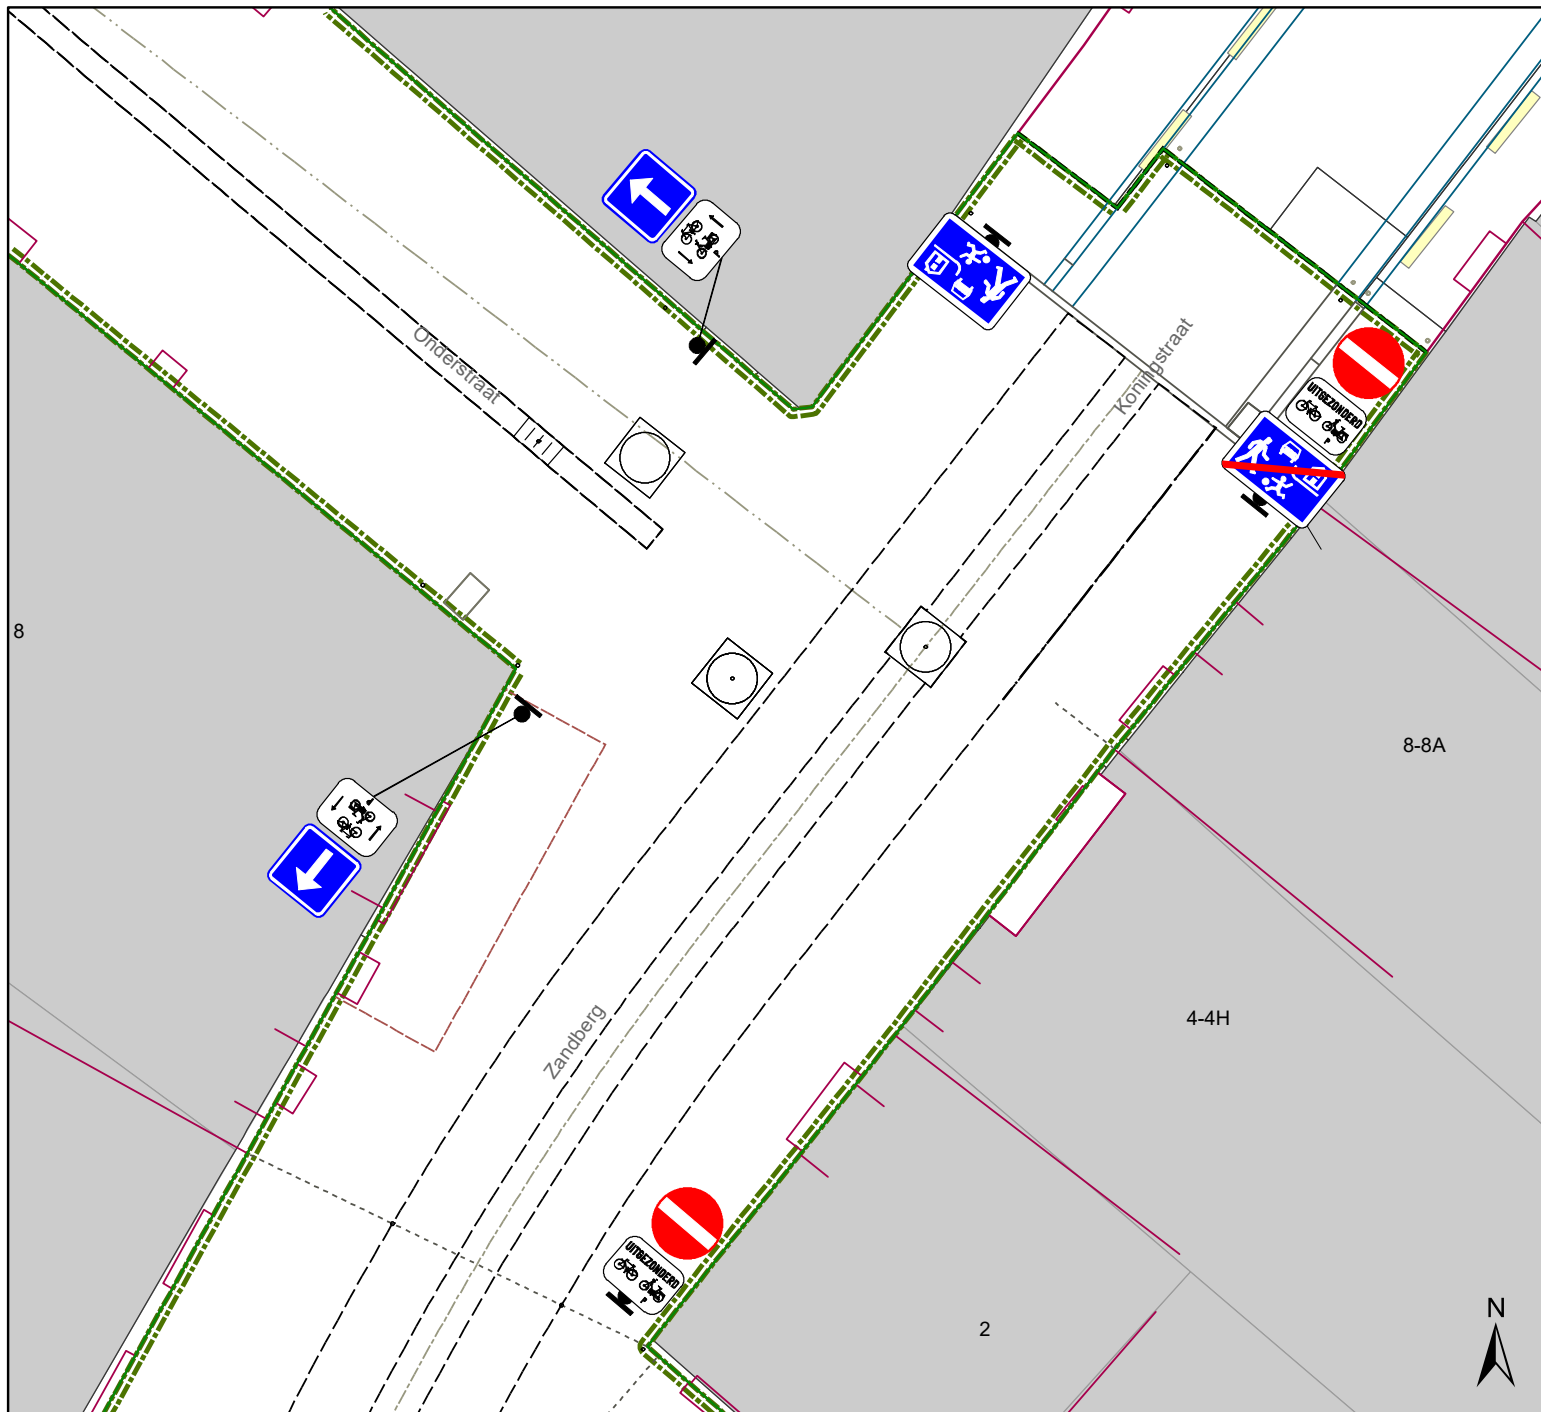 Onderstraat
Koningstraat
UITGEZONDERD
P
8
8-8A
4-4H
Zandberg
UITGEZONDERD
P
2
N